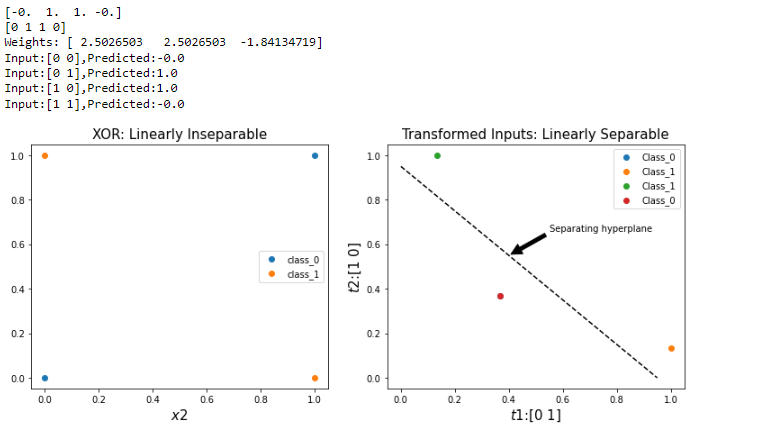 [-0. 1. 1. -0.]
[0 1 1 0]
Weights: [ 2.5026503 2.5026503 -1.84134719]
Input:[0 0],Predicted:-0.0
Input:[0 1],Predicted:1.0
Input:[1 0],Predicted:1.0
Input:[1 1],Predicted:-0.0
XOR: Linearly Inseparable
1.0
0.8
0.6
0.4
0.2
0.0
class_0
class_1
0.0 0.2 0.4 0.6 0.8 1.0
x2
Transformed Inputs: Linearly Separable
t2:[1 0]
1.0
0.8
0.6
0.4
0.2
0.0
Class_0
Class_1
Class_1
Class_0
Separating hyperplane
0.0 0.2 0.4 0.6 0.8 1.0
t1:[0 1]